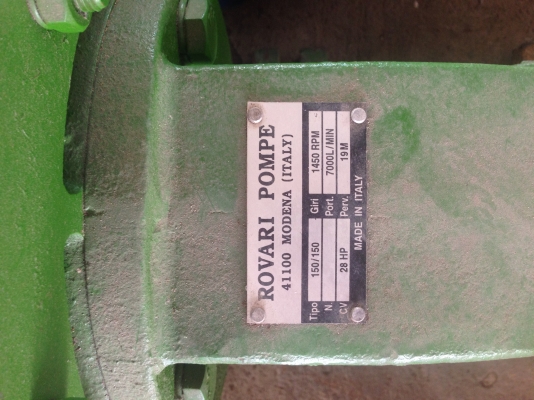 ROVARI POMPE
41100 MODENA (ITALY)
Tipo 150/150 Giri 1450 RPM
N. Port. 7000L/MIN
CV 28 HP Perv. 19M
MADE IN ITALY